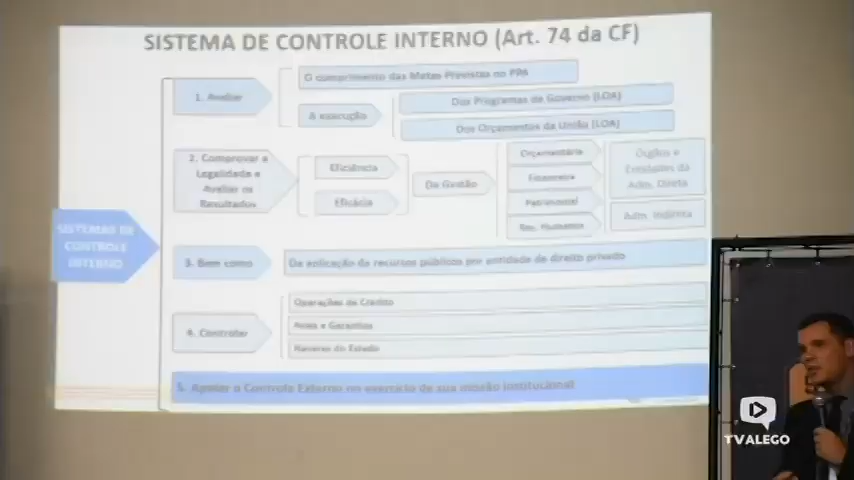 SISTEMA DE CONTROLE INTERNO (Art. 74 da CF)
1. Avaliar
O cumprimento das Metas Previstas no PPA
A execução
Dos Programas de Governo (LOA)
Dos Orçamentos da União (LOA)
2. Comprovar a
Legalidade e
Avaliar os
Resultados
Eficiência
Eficácia
Da Gestão
Orçamentária
Financeira
Patrimonial
Rec. Humanos
Órgãos e
Entidades da
Adm. Direta
Adm. Indireta
SISTEMAS DE
CONTROLE
INTERNO
3. Bem como
Da aplicação de recursos públicos por entidade de direito privado
4. Controlar
Operações de Credito
Avais e Garantias
Haveres do Estado
5. Apoiar o Controle Externo no exercício de sua missão institucional
TVALEGO